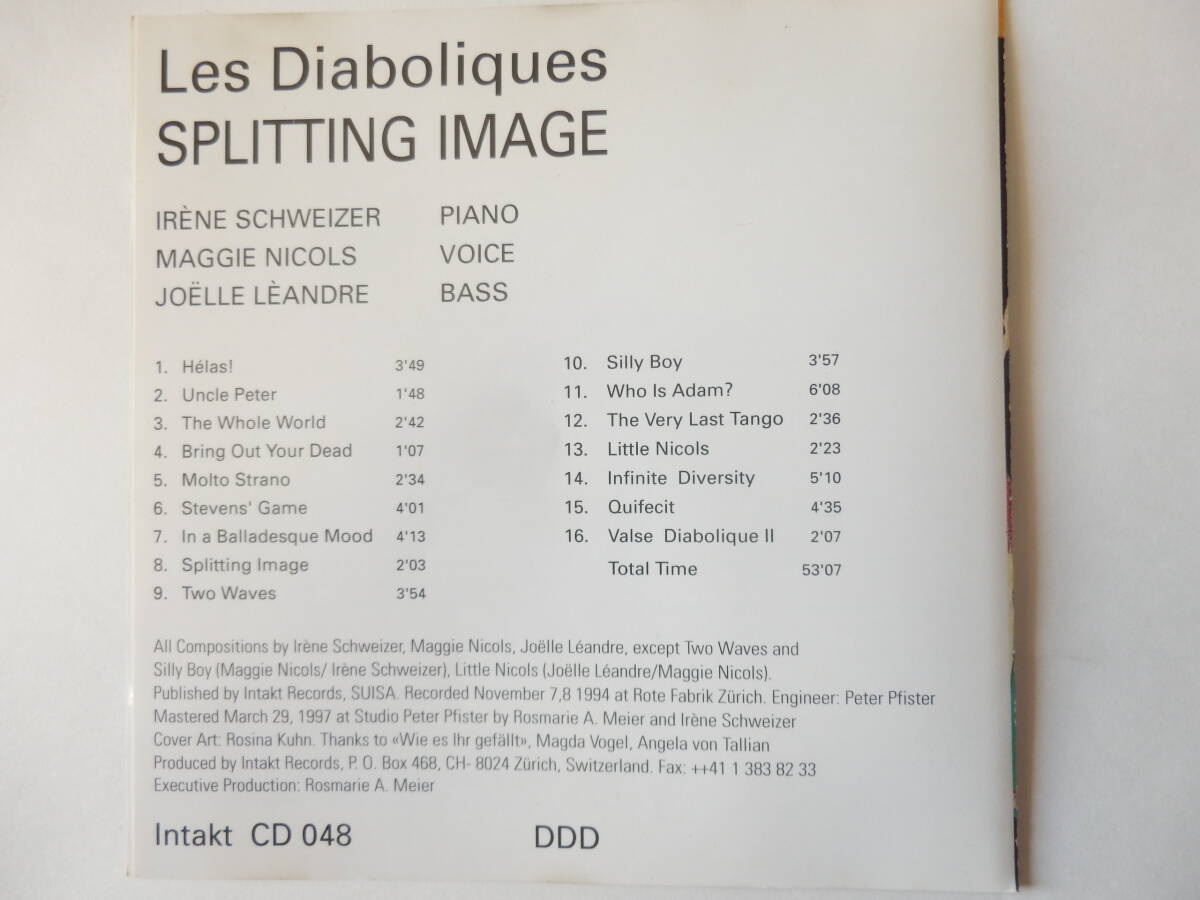 Les Diaboliques
SPLITTING IMAGE
IRÈNE SCHWEIZER PIANO
MAGGIE NICOLS VOICE
JOËLLE LÈANDRE BASS
1. Hélas! 3'49
2. Uncle Peter 1'48
3. The Whole World 2'42
4. Bring Out Your Dead 1'07
5. Molto Strano 2'34
6. Stevens' Game 4'01
7. In a Balladesque Mood 4'13
8. Splitting Image 2'03
9. Two Waves 3'54
10. Silly Boy 3'57
11. Who Is Adam? 6'08
12. The Very Last Tango 2'36
13. Little Nicols 2'23
14. Infinite Diversity 5'10
15. Quifecit 4'35
16. Valse Diabolique II 2'07
Total Time 53'07
All Compositions by Irène Schweizer, Maggie Nicols, Joëlle Léandre, except Two Waves and
Silly Boy (Maggie Nicols/ Irène Schweizer), Little Nicols (Joëlle Léandre/Maggie Nicols).
Published by Intakt Records, SUISA. Recorded November 7,8 1994 at Rote Fabrik Zürich. Engineer: Peter Pfister
Mastered March 29, 1997 at Studio Peter Pfister by Rosmarie A. Meier and Irène Schweizer
Cover Art: Rosina Kuhn. Thanks to «Wie es Ihr gefällt», Magda Vogel, Angela von Tallian
Produced by Intakt Records, P. O. Box 468, CH- 8024 Zürich, Switzerland. Fax: ++41 1 383 82 33
Executive Production: Rosmarie A. Meier
Intakt CD 048 DDD